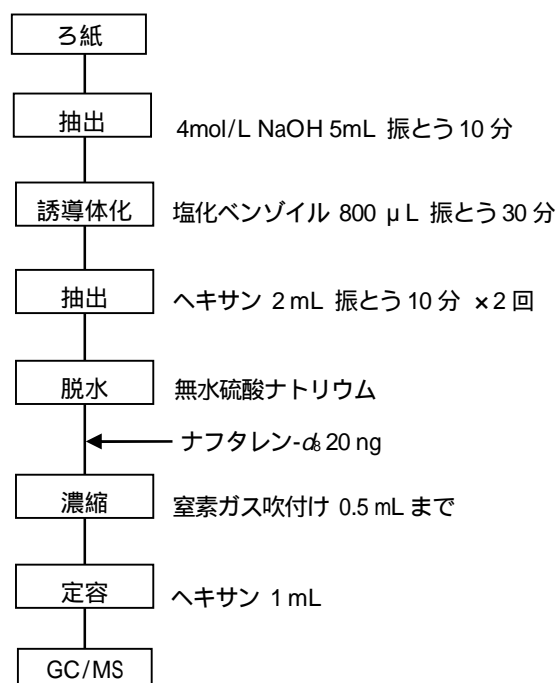 ろ紙
抽出 4mol/L NaOH 5mL 振とう 10 分
誘導体化 塩化ベンゾイル 800 μL 振とう 30 分
抽出 ヘキサン 2 mL 振とう 10 分 ×2 回
脱水 無水硫酸ナトリウム
ナフタレン-d8 20 ng
濃縮 窒素ガス吹付け 0.5 mL まで
定容 ヘキサン 1 mL
GC/MS